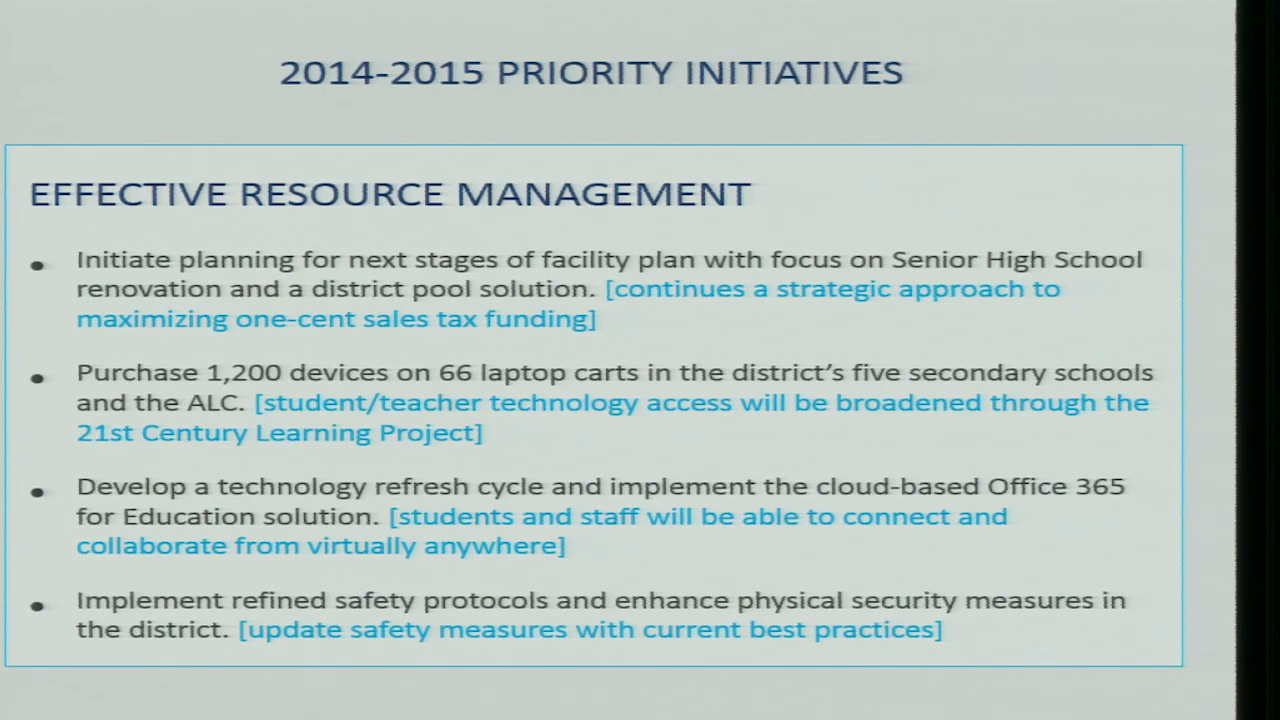 2014-2015 PRIORITY INITIATIVES
EFFECTIVE RESOURCE MANAGEMENT
• Initiate planning for next stages of facility plan with focus on Senior High School
renovation and a district pool solution. [continues a strategic approach to
maximizing one-cent sales tax funding]
• Purchase 1,200 devices on 66 laptop carts in the district’s five secondary schools
and the ALC. [student/teacher technology access will be broadened through the
21st Century Learning Project]
• Develop a technology refresh cycle and implement the cloud-based Office 365
for Education solution. [students and staff will be able to connect and
collaborate from virtually anywhere]
• Implement refined safety protocols and enhance physical security measures in
the district. [update safety measures with current best practices]